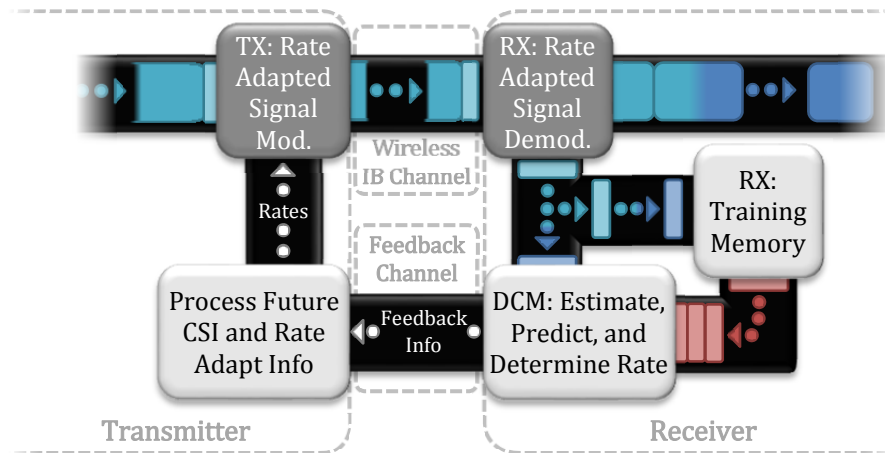 TX: Rate
Adapted
Signal
Mod.
RX: Rate
Adapted
Signal
Demod.
Wireless
IB Channel
RX:
Training
Memory
Rates
Feedback
Channel
Process Future
CSI and Rate
Adapt Info
Feedback
Info
DCM: Estimate,
Predict, and
Determine Rate
Transmitter
Receiver